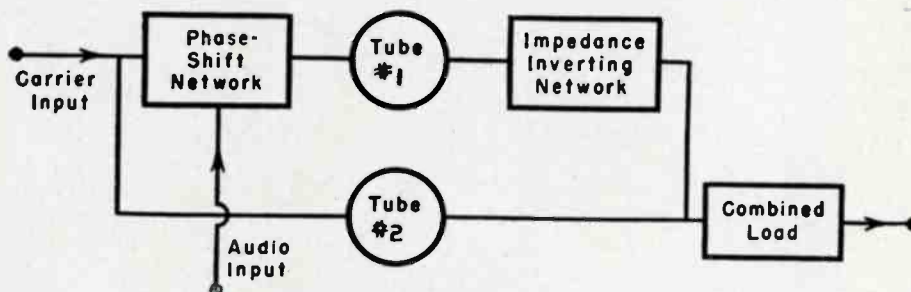 Carrier
Input
Phase-
Shift
Network
Tube
#1
Impedance
Inverting
Network
Tube
#2
Audio
Input
Combined
Load